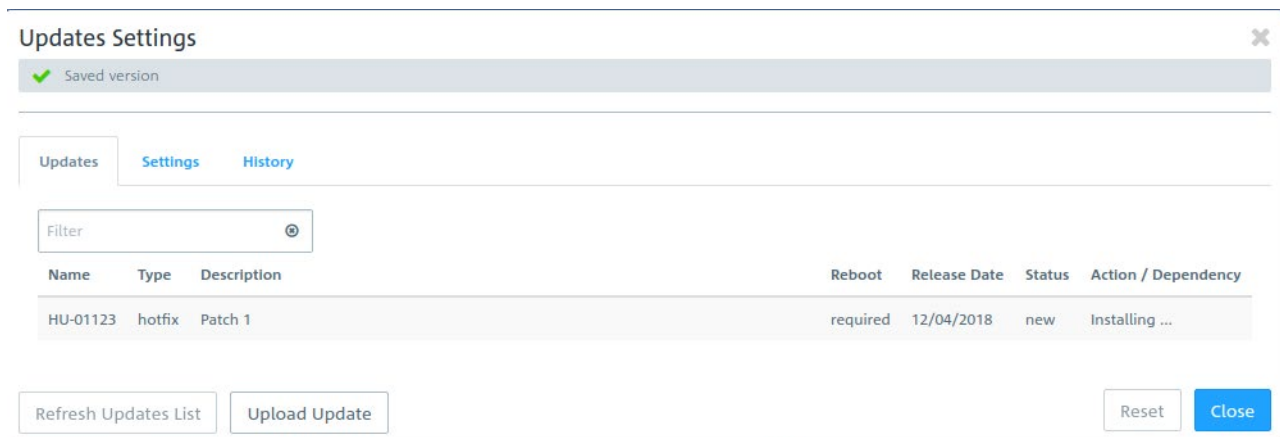 Updates Settings
Saved version
Updates Settings History
Filter
Name Type Description Reboot Release Date Status Action / Dependency
HU-01123 hotfix Patch 1 required 12/04/2018 new Installing ...
Refresh Updates List Upload Update Reset Close